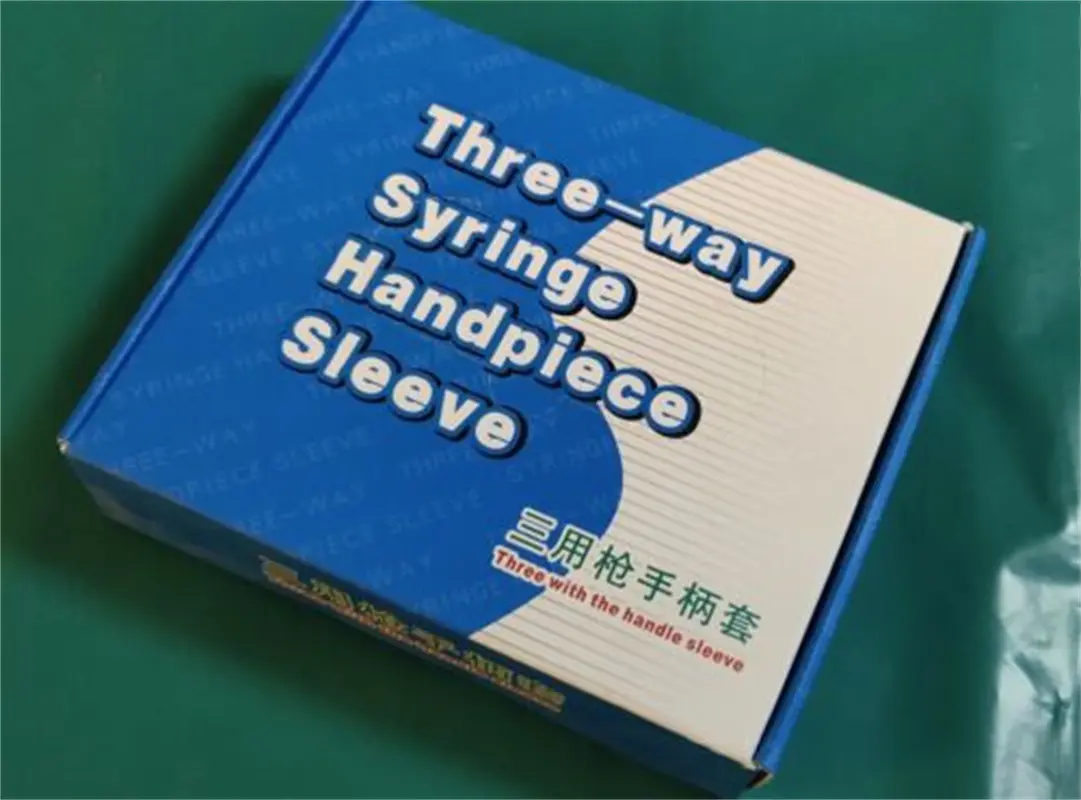 Three-way
Syringe
Handpiece
Sleeve
三用枪手柄套
Three with the handle sleeve